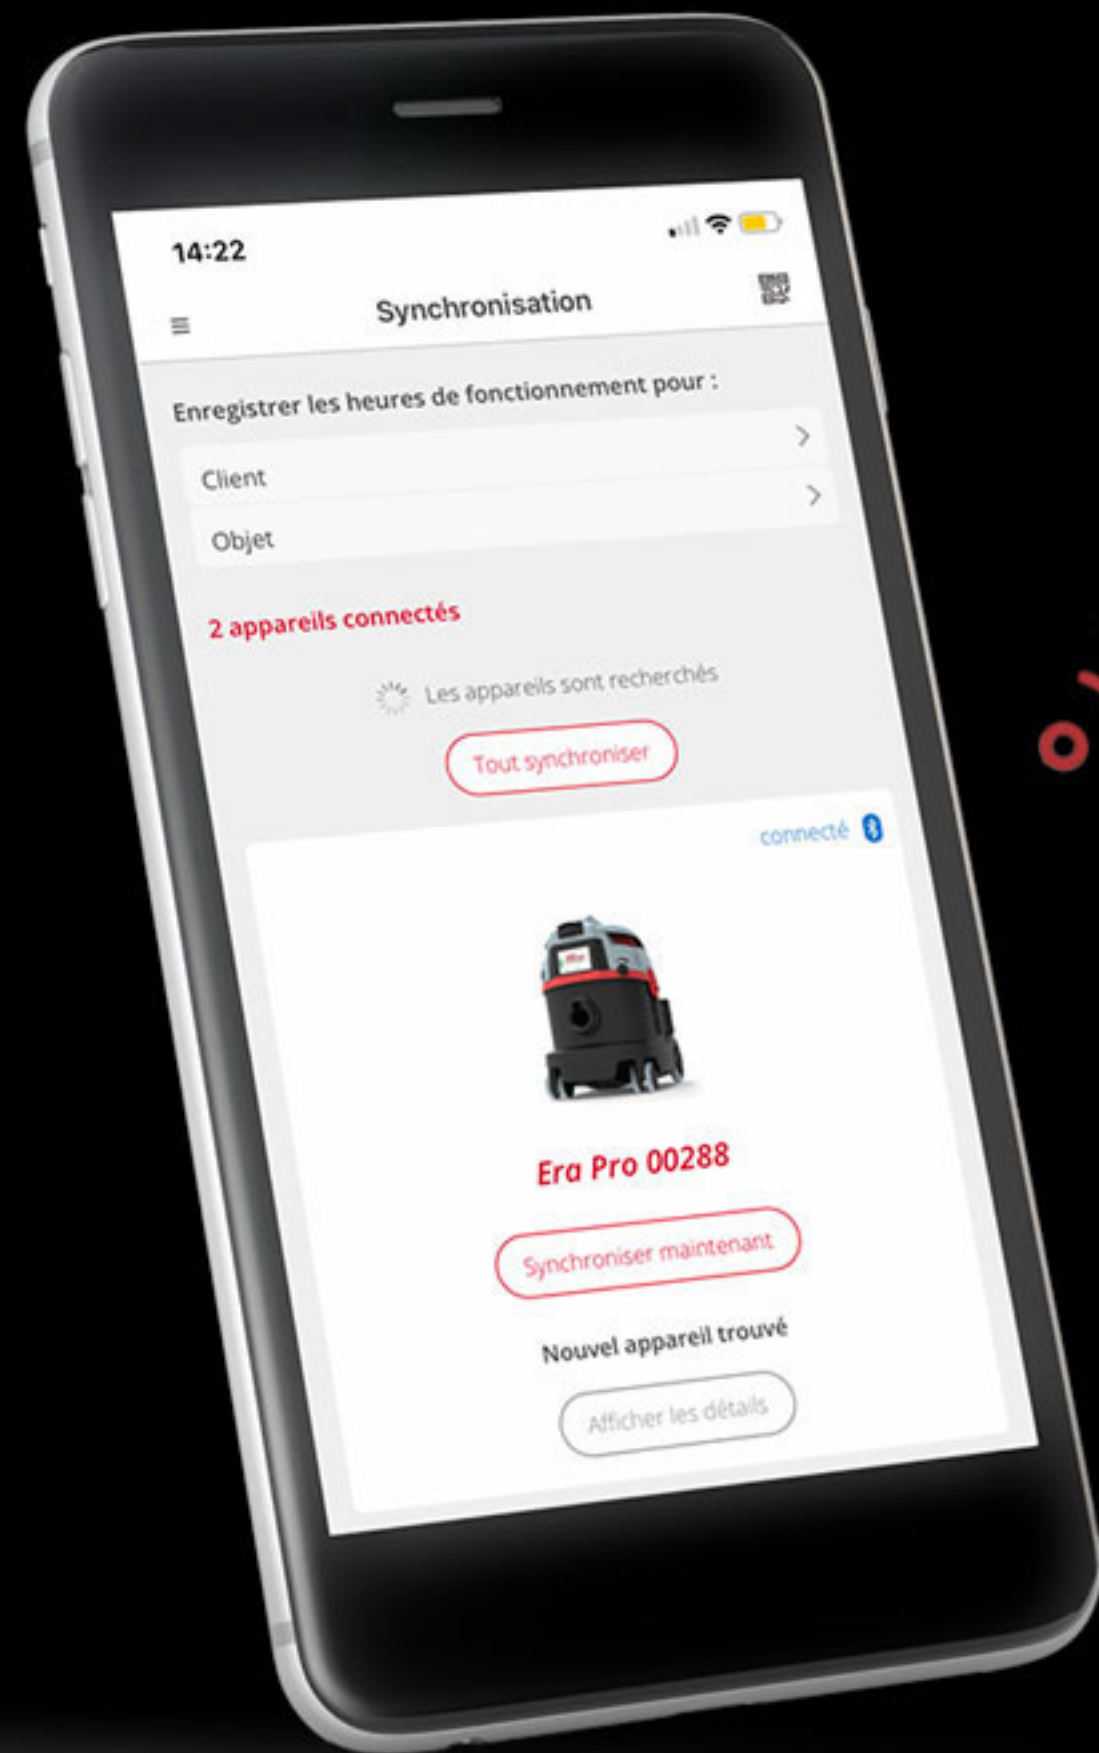 14:22
Synchronisation
Enregistrer les heures de fonctionnement pour :
Client
Objet
2 appareils connectés
Les appareils sont recherchés
Tout synchroniser
connecté
Era Pro 00288
Synchroniser maintenant
Nouvel appareil trouvé
Afficher les détails